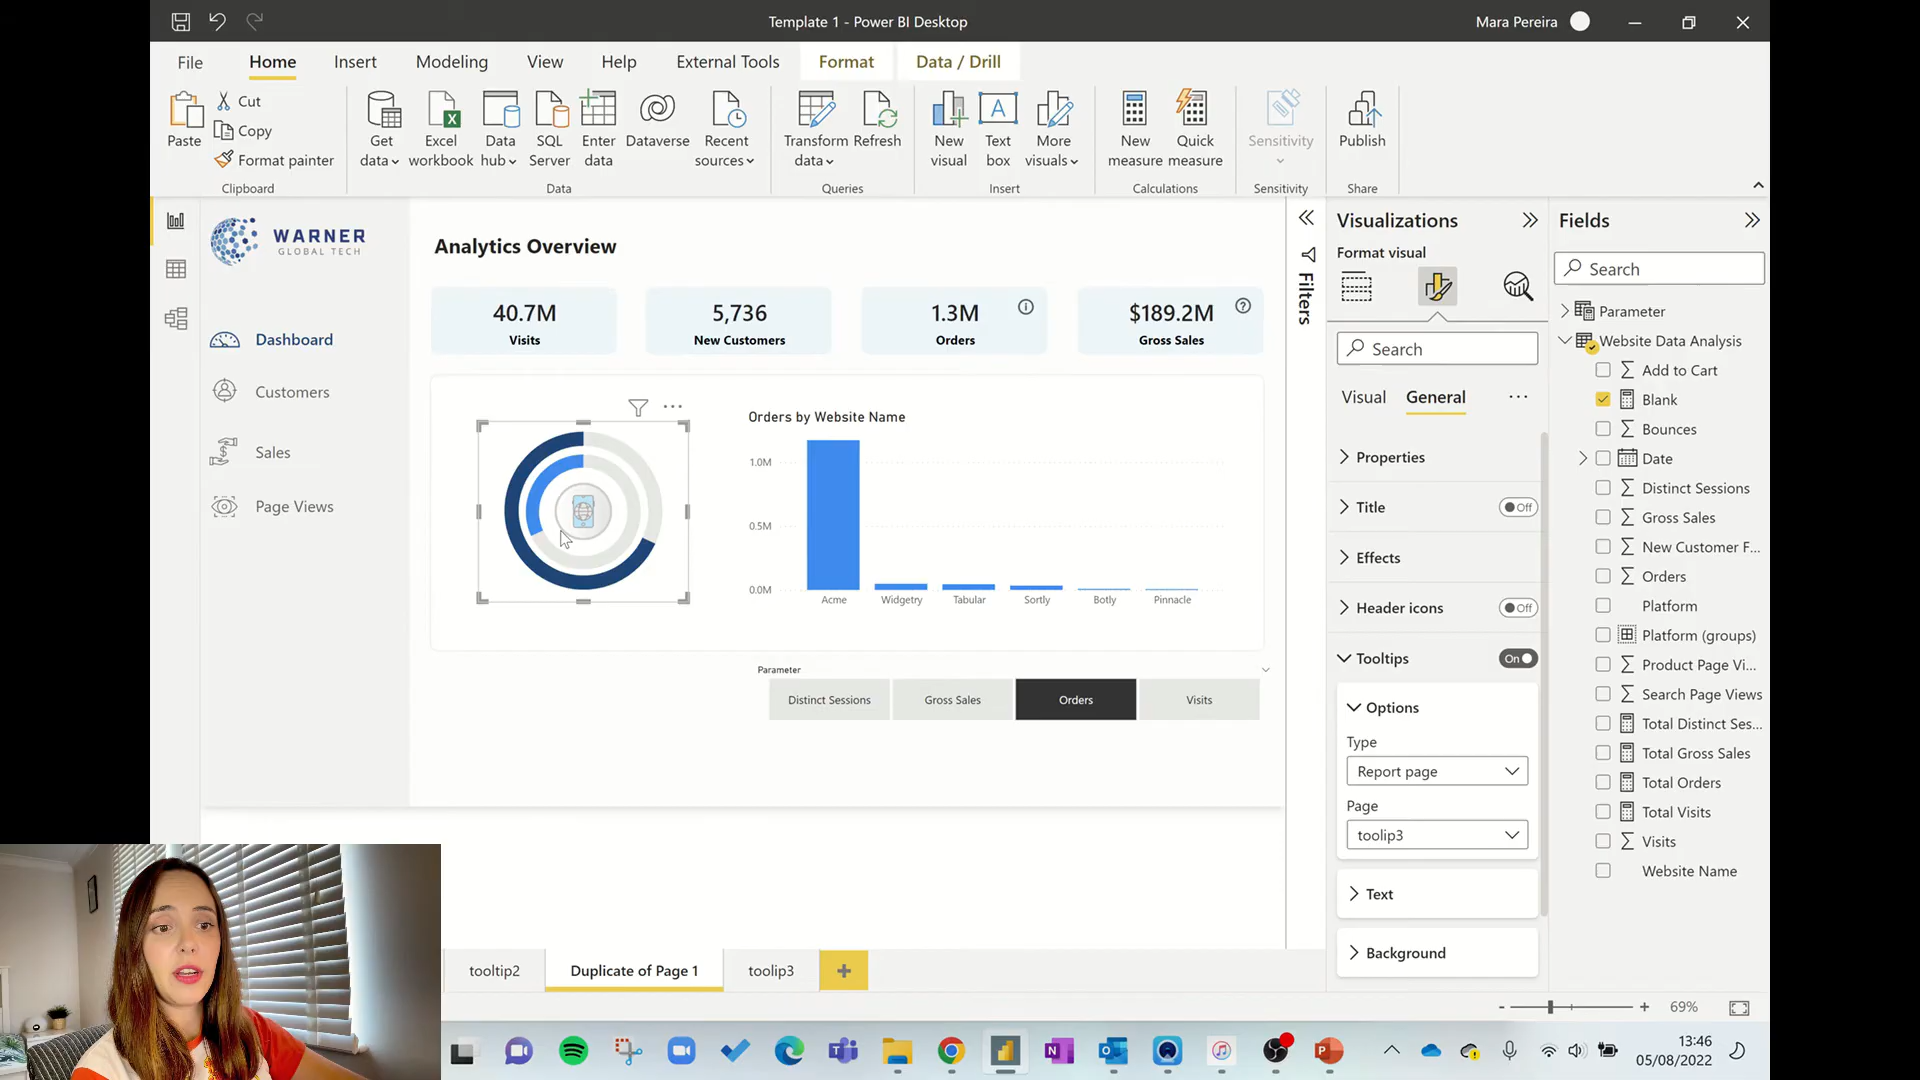 Template 1 - Power BI Desktop
Mara Pereira
File Home Insert Modeling View Help External Tools Format Data / Drill
Paste
Cut
Copy
Format painter
Clipboard
Get data
Excel workbook
Data hub
SQL Server
Enter data
Dataverse
Recent sources
Data
Transform data
Refresh
Queries
New visual
Text box
More visuals
Insert
New measure
Quick measure
Calculations
Sensitivity
Sensitivity
Publish
Share
WARNER
GLOBAL TECH
Dashboard
Customers
Sales
Page Views
Analytics Overview
40.7M
Visits
5,736
New Customers
1.3M
Orders
$189.2M
Gross Sales
Orders by Website Name
1.0M
0.5M
0.0M
Acme Widgetry Tabular Sortly Botly Pinnacle
Parameter
Distinct Sessions Gross Sales Orders Visits
Filters
Visualizations
Format visual
Search
Visual General
Properties
Title Off
Effects
Header icons Off
Tooltips On
Options
Type
Report page
Page
toolip3
Text
Background
Fields
Search
Parameter
Website Data Analysis
Add to Cart
Blank
Bounces
Date
Distinct Sessions
Gross Sales
New Customer F...
Orders
Platform
Platform (groups)
Product Page Vi...
Search Page Views
Total Distinct Ses...
Total Gross Sales
Total Orders
Total Visits
Visits
Website Name
tooltip2 Duplicate of Page 1 toolip3 +
- + 69%
13:46
05/08/2022